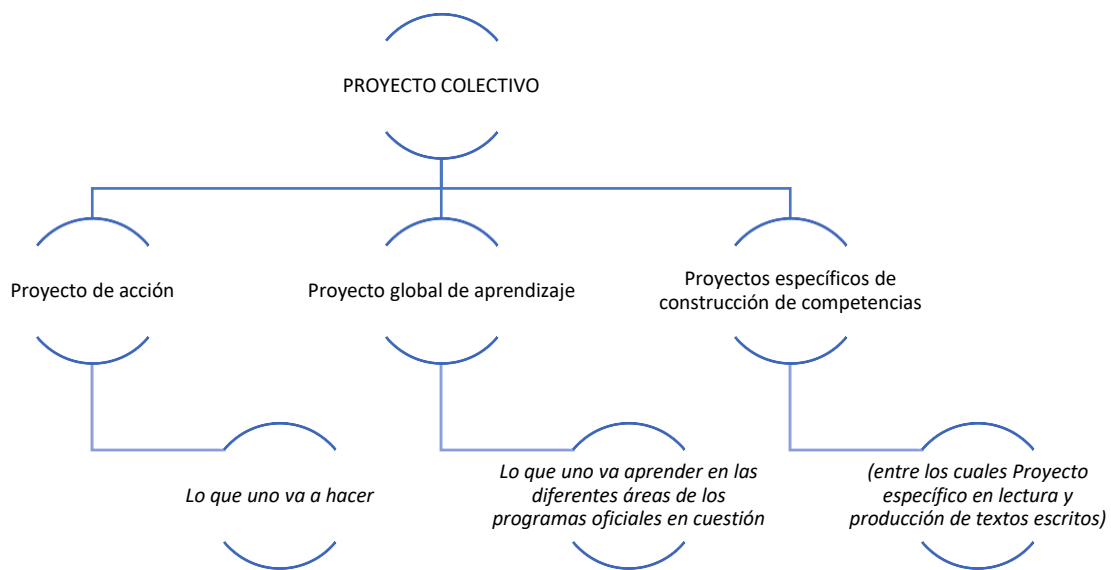 PROYECTO COLECTIVO
Proyecto de acción
Proyecto global de aprendizaje
Proyectos específicos de
construcción de competencias
Lo que uno va a hacer
Lo que uno va aprender en las
diferentes áreas de los
programas oficiales en cuestión
(entre los cuales Proyecto
específico en lectura y
producción de textos escritos)